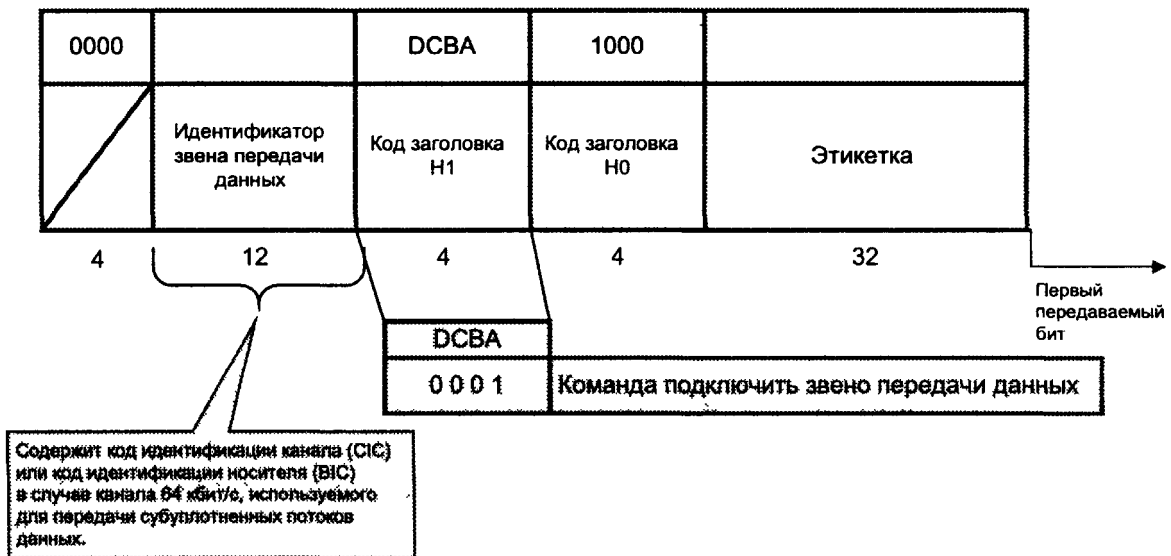 0000 DCBA 1000
Идентификатор
звена передачи
данных
Код заголовка
H1
Код заголовка
H0
Этикетка
4 12 4 4 32
Первый
передаваемый
бит
DCBA
0 0 0 1 Команда подключить звено передачи данных
Содержит код идентификации канала (CIC)
или код идентификации носителя (BIC)
в случае канала 64 кбит/с, используемого
для передачи субуплотненных потоков
данных.